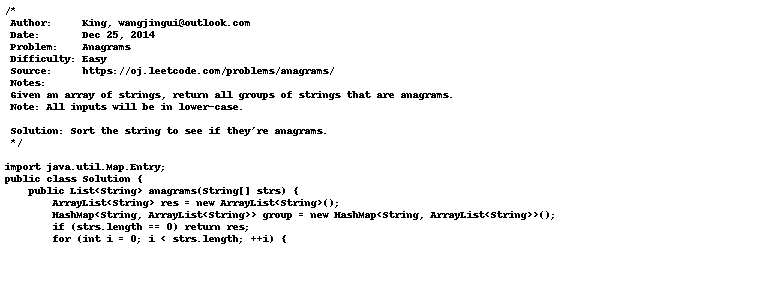 /*
 Author:     King, wangjingui@outlook.com
 Date:       Dec 25, 2014
 Problem:    Anagrams
 Difficulty: Easy
 Source:     https://oj.leetcode.com/problems/anagrams/
 Notes:
 Given an array of strings, return all groups of strings that are anagrams.
 Note: All inputs will be in lower-case.

 Solution: Sort the string to see if they're anagrams.
 */

import java.util.Map.Entry;
public class Solution {
    public List<String> anagrams(String[] strs) {
        ArrayList<String> res = new ArrayList<String>();
        HashMap<String, ArrayList<String>> group = new HashMap<String, ArrayList<String>>();
        if (strs.length == 0) return res;
        for (int i = 0; i < strs.length; ++i) {